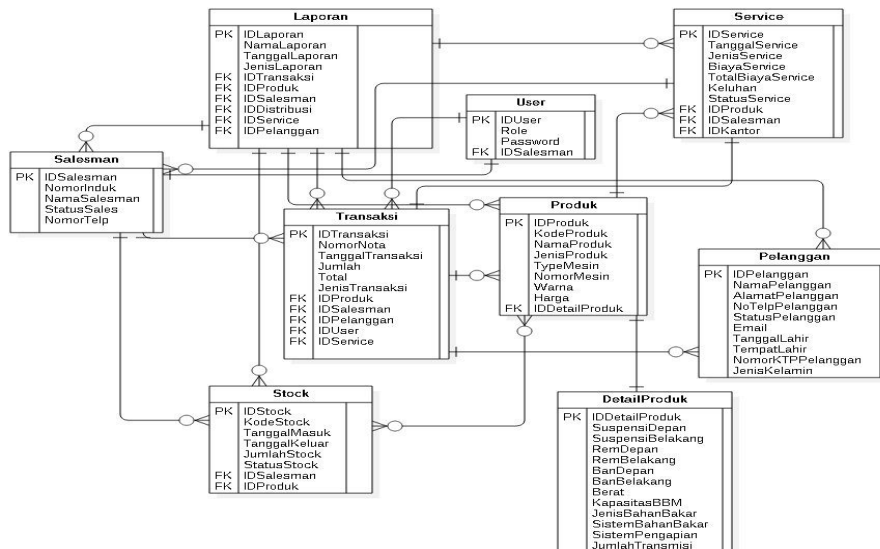 Laporan
PK IDLaporan
NamaLaporan
TanggalLaporan
JenisLaporan
FK IDTransaksi
FK IDProduk
FK IDSalesman
FK IDDistribusi
FK IDService
FK IDPelanggan
Service
PK IDService
TanggalService
JenisService
BiayaService
TotalBiayaService
Keluhan
StatusService
FK IDProduk
FK IDSalesman
FK IDKantor
User
PK IDUser
Role
Password
FK IDSalesman
Salesman
PK IDSalesman
NomorInduk
NamaSalesman
StatusSales
NomorTelp
Transaksi
PK IDTransaksi
NomorNota
TanggalTransaksi
Jumlah
Total
JenisTransaksi
FK IDProduk
FK IDSalesman
FK IDPelanggan
FK IDUser
FK IDService
Produk
PK IDProduk
KodeProduk
NamaProduk
JenisProduk
TypeMesin
NomorMesin
Warna
Harga
FK IDDetailProduk
Pelanggan
PK IDPelanggan
NamaPelanggan
AlamatPelanggan
NoTelpPelanggan
StatusPelanggan
Email
TanggalLahir
TempatLahir
NomorKTPPelanggan
JenisKelamin
Stock
PK IDStock
KodeStock
TanggalMasuk
TanggalKeluar
JumlahStock
StatusStock
FK IDSalesman
FK IDProduk
DetailProduk
PK IDDetailProduk
SuspensiDepan
SuspensiBelakang
RemDepan
RemBelakang
BanDepan
BanBelakang
Berat
KapasitasBBM
JenisBahanBakar
SistemBahanBakar
SistemPengapian
JumlahTransmisi